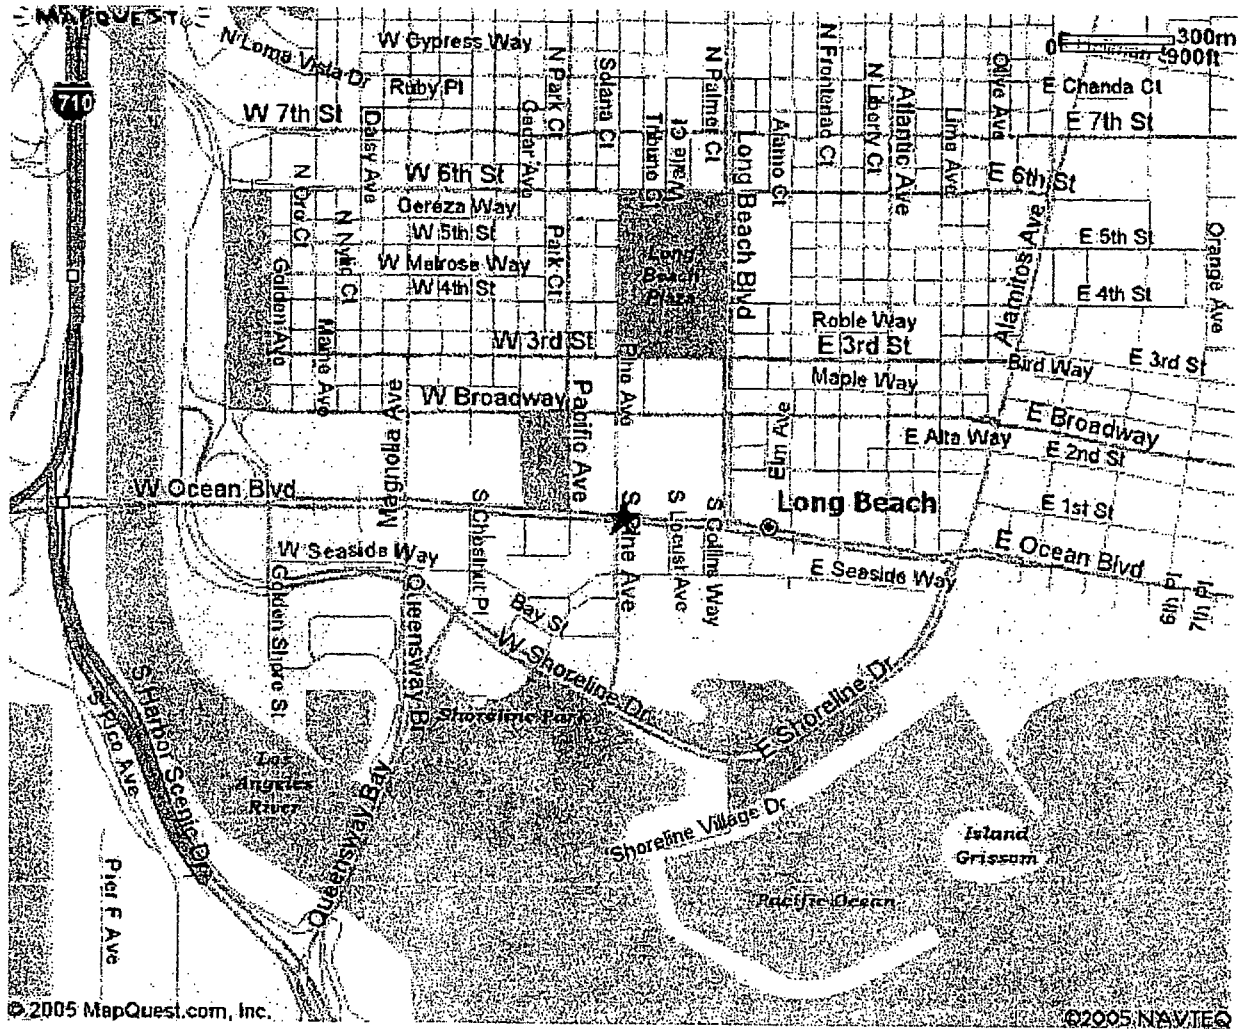 MAPQUEST
300m
0
900ft
710
N Loma Vista Dr
W Cypress Way
Ruby Pl
W 7th St
Daisy Ave
Cedar Ave
N Park Ct
Solana Ct
Tribune Ct
Waite Ct
N Palmer Ct
Long Beach Blvd
Alamo Ct
N Frontenac Ct
N Liberty Ct
Atlantic Ave
Lime Ave
Olive Ave
E Chanda Ct
E 7th St
W 6th St
E 6th St
N Oro Ct
N Nylic Ct
Gereza Way
W 5th St
W Melrose Way
W 4th St
Park Ct
Long
Beach
Plaza
Alamitos Ave
E 5th St
Orange Ave
E 4th St
Golden Ave
Maine Ave
W 3rd St
Pine Ave
Roble Way
E 3rd St
Maple Way
Bird Way
E 3rd St
W Broadway
Magnolia Ave
Pacific Ave
Elm Ave
E Alta Way
E Broadway
E 2nd St
W Ocean Blvd
S Chestnut Pl
S Pine Ave
S Locust Ave
S Collins Way
Long Beach
E 1st St
E Ocean Blvd
W Seaside Way
E Seaside Way
6th Pl
7th Pl
Golden Shore St
Queensway Br
Bay St
W Shoreline Dr
E Shoreline Dr
Shoreline Park
S Pico Ave
S Harbor Scenic Dr
Los
Angeles
River
Queensway Bay
Shoreline Village Dr
Island
Grissom
Pacific Ocean
Pier F Ave
© 2005 MapQuest.com, Inc.
©2005 NAVTEQ